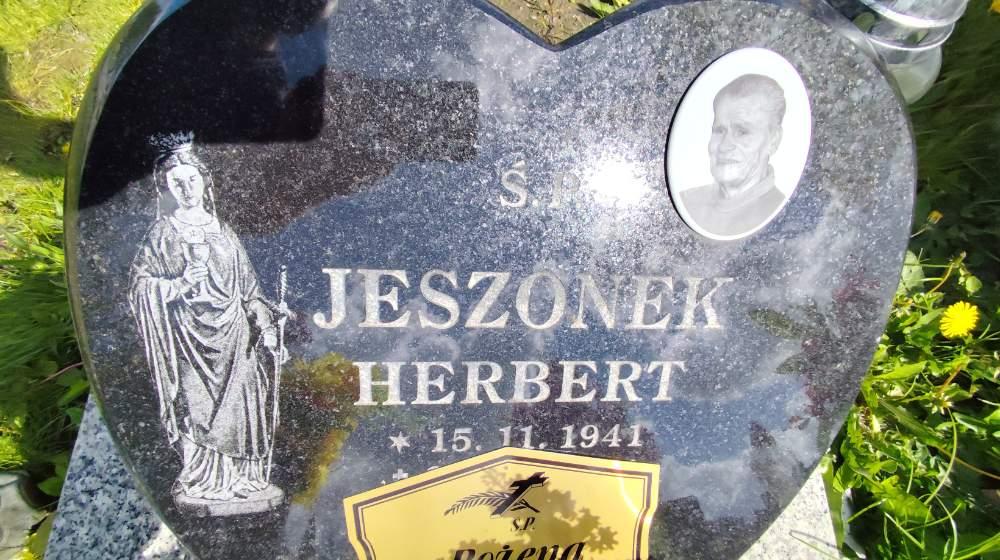 Ś.P.
JESZONEK
HERBERT
* 15. 11. 1941
Ś.P.
Bożena